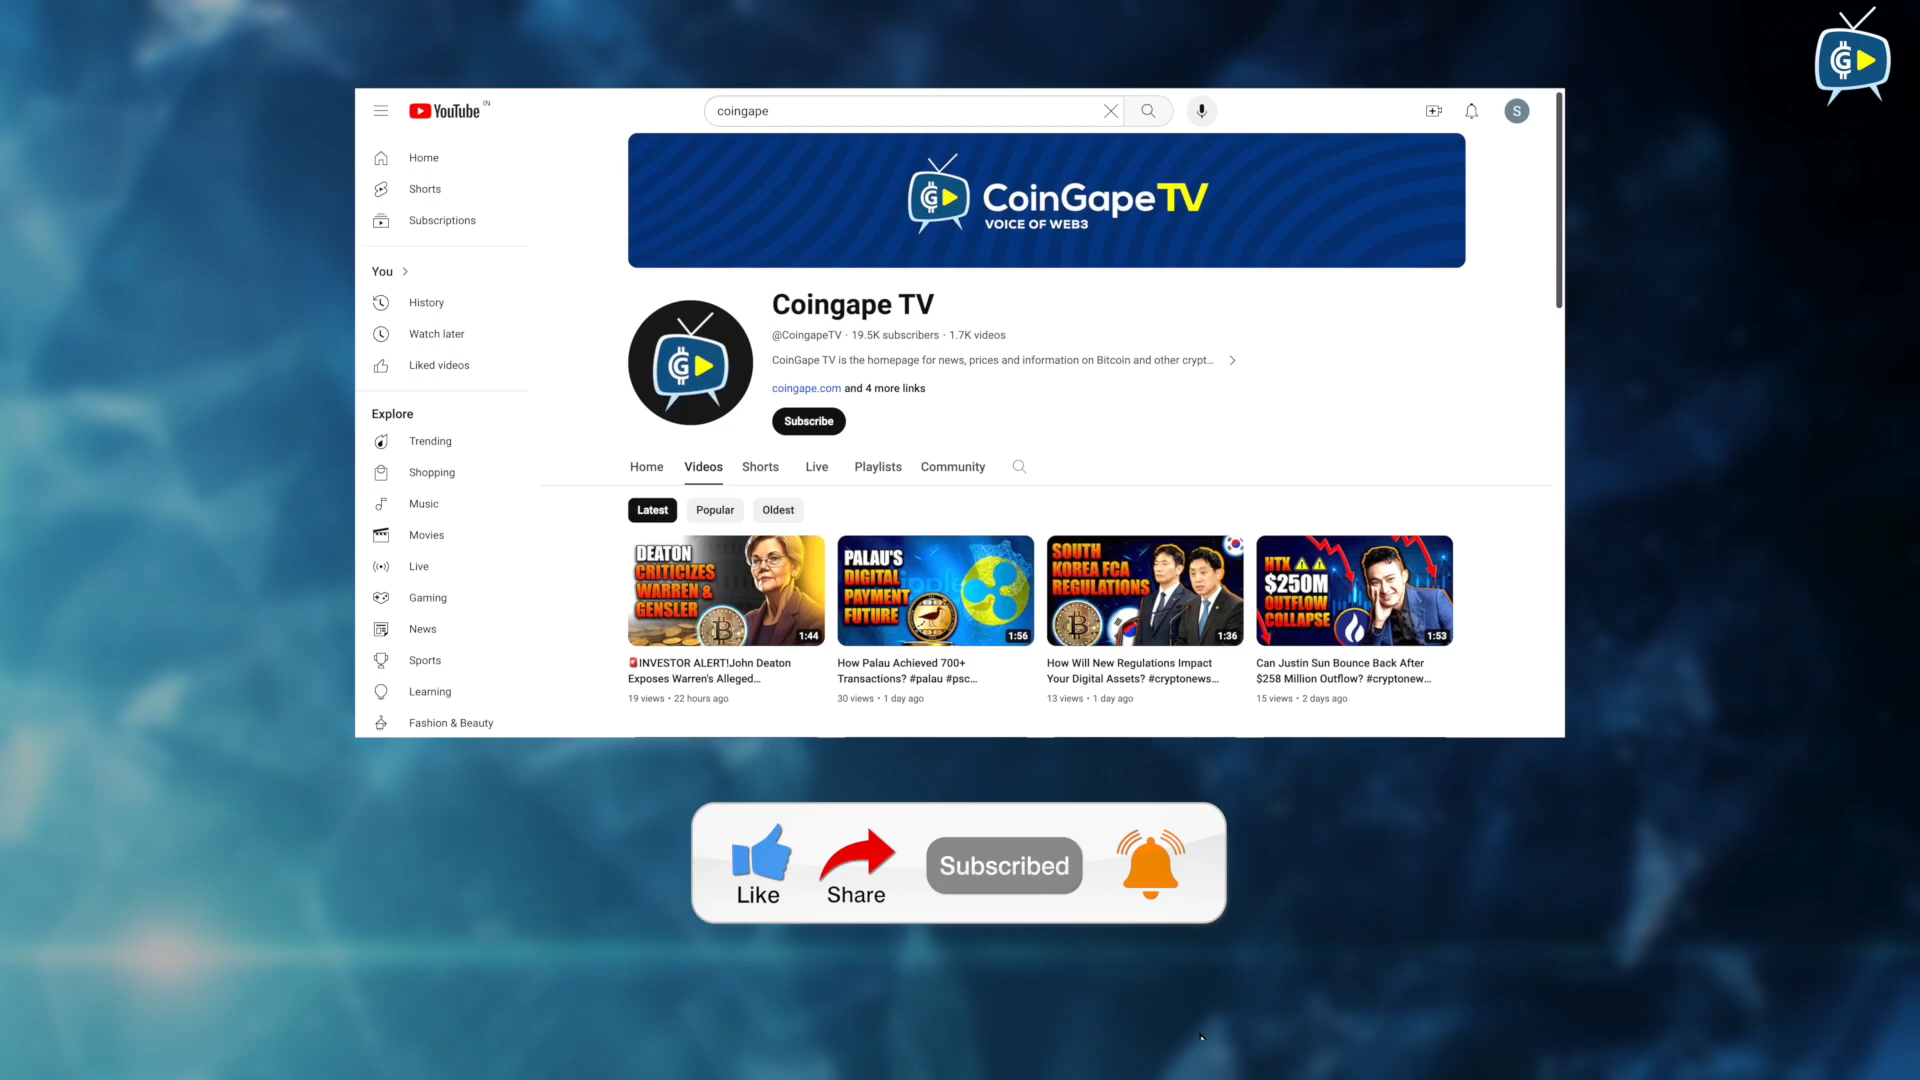 YouTube IN
coingape
S
Home
Shorts
Subscriptions
You
History
Watch later
Liked videos
Explore
Trending
Shopping
Music
Movies
Live
Gaming
News
Sports
Learning
Fashion & Beauty
CoinGapeTV
VOICE OF WEB3
Coingape TV
@CoingapeTV · 19.5K subscribers · 1.7K videos
CoinGape TV is the homepage for news, prices and information on Bitcoin and other crypt...
coingape.com and 4 more links
Subscribe
Home Videos Shorts Live Playlists Community
Latest Popular Oldest
DEATON
CRITICIZES
WARREN &
GENSLER
1:44
🚨INVESTOR ALERT!John Deaton
Exposes Warren's Alleged...
19 views • 22 hours ago
PALAU'S
DIGITAL
PAYMENT
FUTURE
ripple
1:56
How Palau Achieved 700+
Transactions? #palau #psc...
30 views • 1 day ago
SOUTH
KOREA FCA
REGULATIONS
1:36
How Will New Regulations Impact
Your Digital Assets? #cryptonews...
13 views • 1 day ago
HTX ⚠⚠
$250M
OUTFLOW
COLLAPSE
1:53
Can Justin Sun Bounce Back After
$258 Million Outflow? #cryptonew...
15 views • 2 days ago
Like
Share
Subscribed